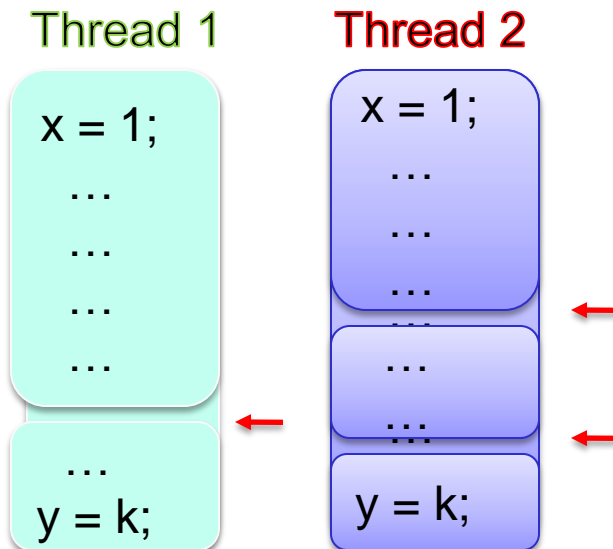 Thread 1
x = 1;
...
...
...
...
...
y = k;
Thread 2
x = 1;
...
...
...
...
...
...
...
y = k;